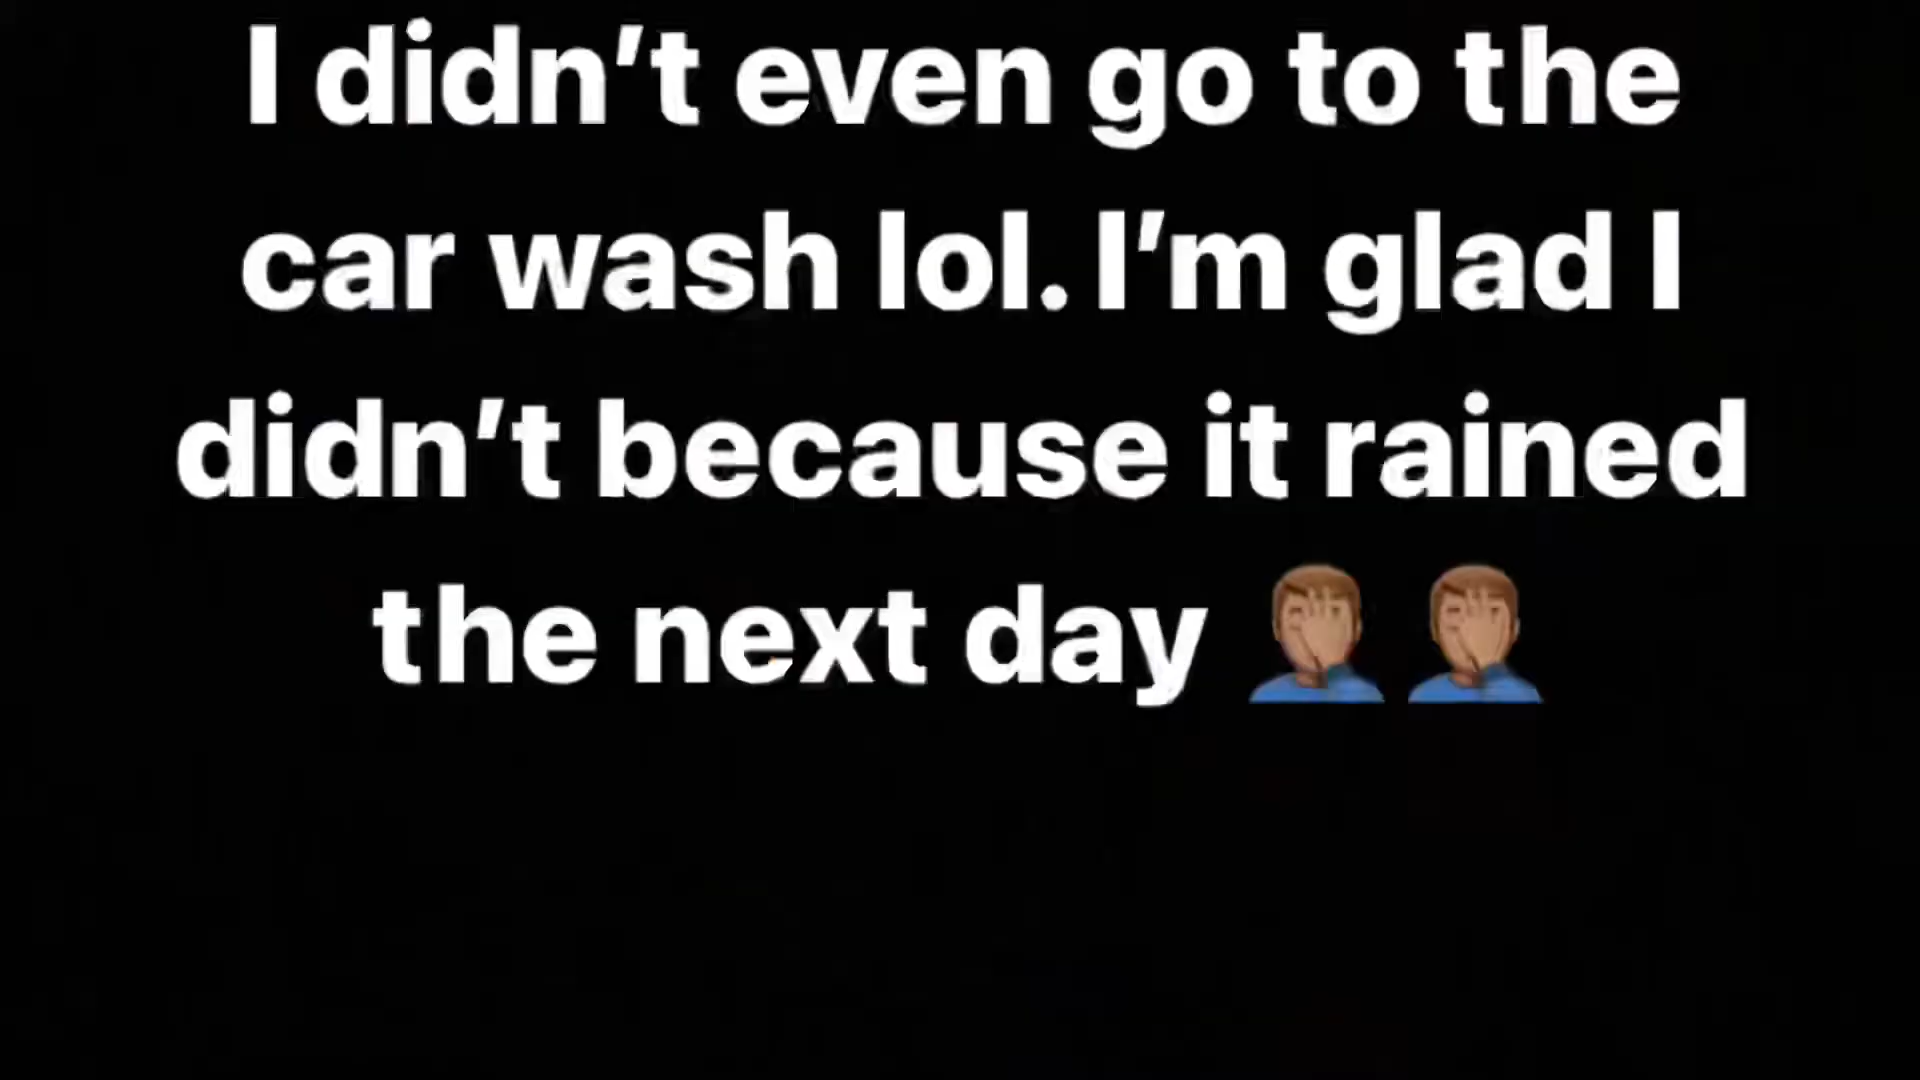 I didn’t even go to the
car wash lol. I’m glad I
didn’t because it rained
the next day 🤦🏽‍♂️🤦🏽‍♂️